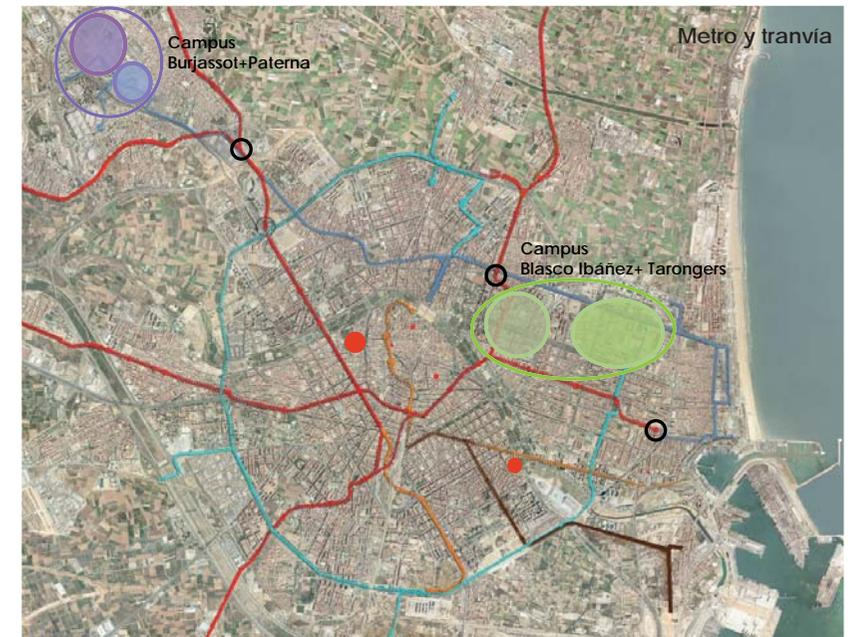 Metro y tranvía
Campus
Burjassot+Paterna
Campus
Blasco Ibáñez+ Tarongers